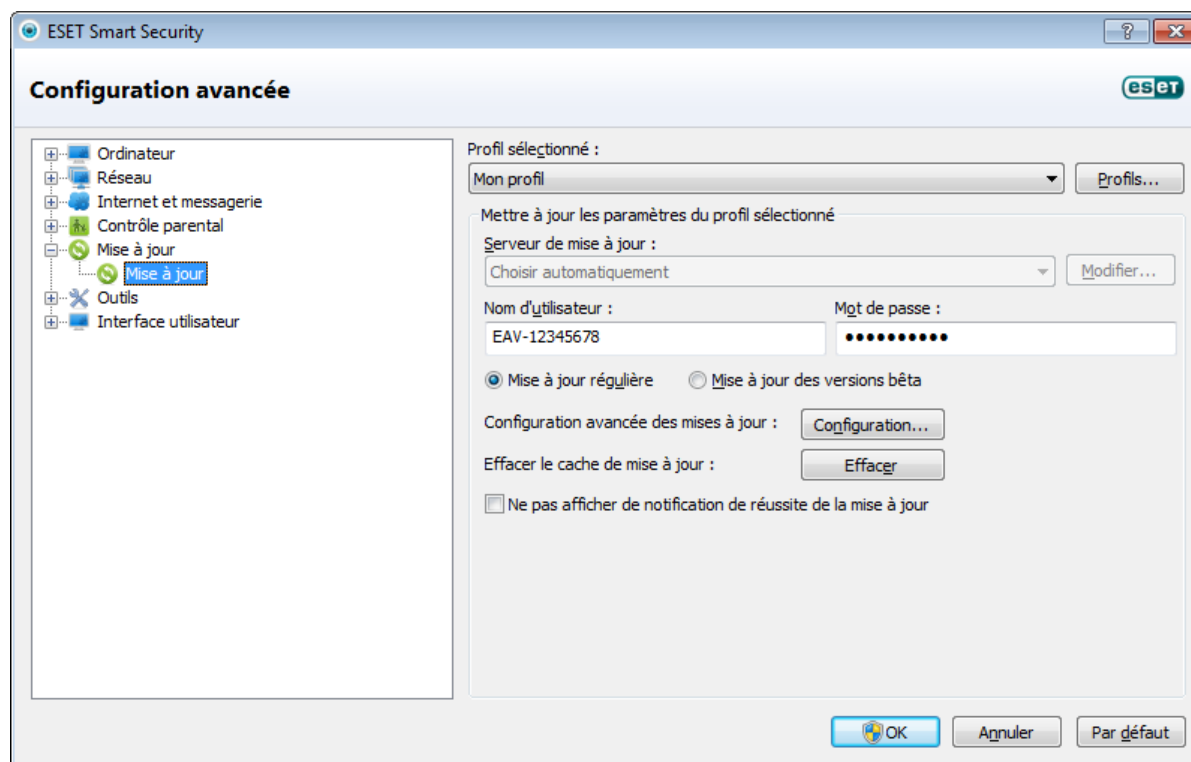 ESET Smart Security
Configuration avancée
eseT
Ordinateur
Réseau
Internet et messagerie
Contrôle parental
Mise à jour
Mise à jour
Outils
Interface utilisateur
Profil sélectionné :
Mon profil
Profils...
Mettre à jour les paramètres du profil sélectionné
Serveur de mise à jour :
Choisir automatiquement
Modifier...
Nom d'utilisateur :
Mot de passe :
EAV-12345678
●●●●●●●●●●
Mise à jour régulière
Mise à jour des versions bêta
Configuration avancée des mises à jour :
Configuration...
Effacer le cache de mise à jour :
Effacer
Ne pas afficher de notification de réussite de la mise à jour
OK
Annuler
Par défaut